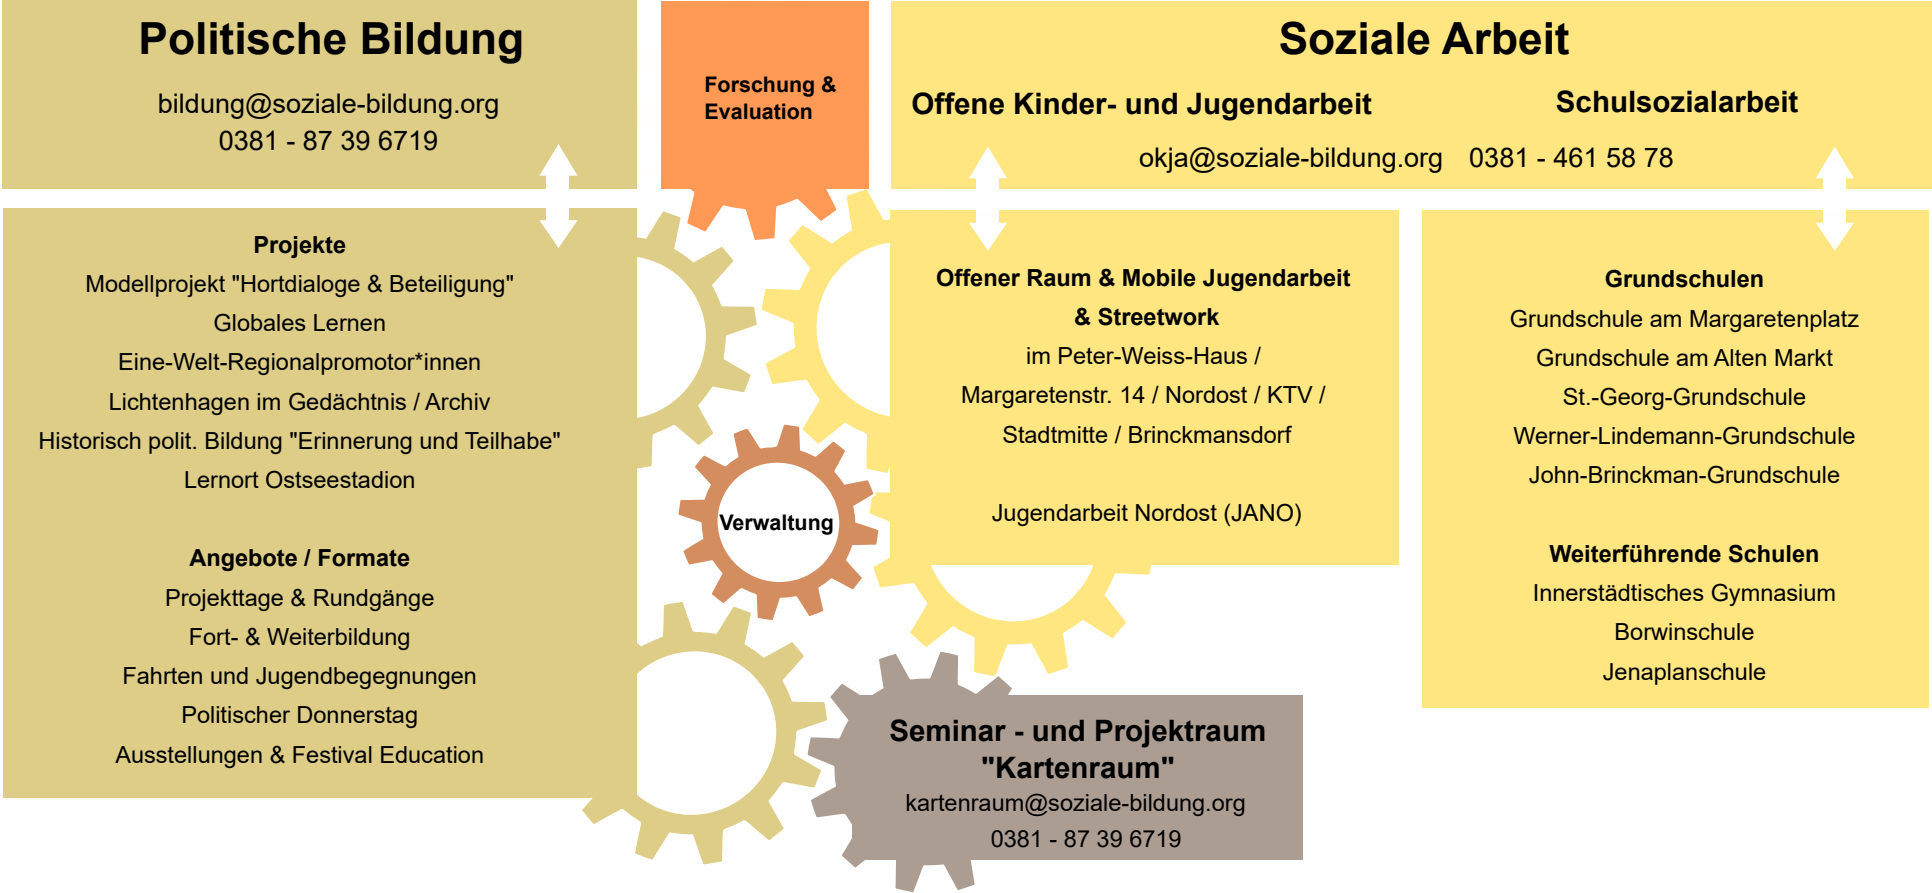 Politische Bildung
bildung@soziale-bildung.org
0381 - 87 39 6719
Forschung &
Evaluation
Soziale Arbeit
Offene Kinder- und Jugendarbeit
Schulsozialarbeit
okja@soziale-bildung.org 0381 - 461 58 78
Projekte
Modellprojekt "Hortdialoge & Beteiligung"
Globales Lernen
Eine-Welt-Regionalpromotor*innen
Lichtenhagen im Gedächtnis / Archiv
Historisch polit. Bildung "Erinnerung und Teilhabe"
Lernort Ostseestadion
Angebote / Formate
Projekttage & Rundgänge
Fort- & Weiterbildung
Fahrten und Jugendbegegnungen
Politischer Donnerstag
Ausstellungen & Festival Education
Verwaltung
Offener Raum & Mobile Jugendarbeit
& Streetwork
im Peter-Weiss-Haus /
Margaretenstr. 14 / Nordost / KTV /
Stadtmitte / Brinckmansdorf
Jugendarbeit Nordost (JANO)
Grundschulen
Grundschule am Margaretenplatz
Grundschule am Alten Markt
St.-Georg-Grundschule
Werner-Lindemann-Grundschule
John-Brinckman-Grundschule
Weiterführende Schulen
Innerstädtisches Gymnasium
Borwinschule
Jenaplanschule
Seminar - und Projektraum
"Kartenraum"
kartenraum@soziale-bildung.org
0381 - 87 39 6719